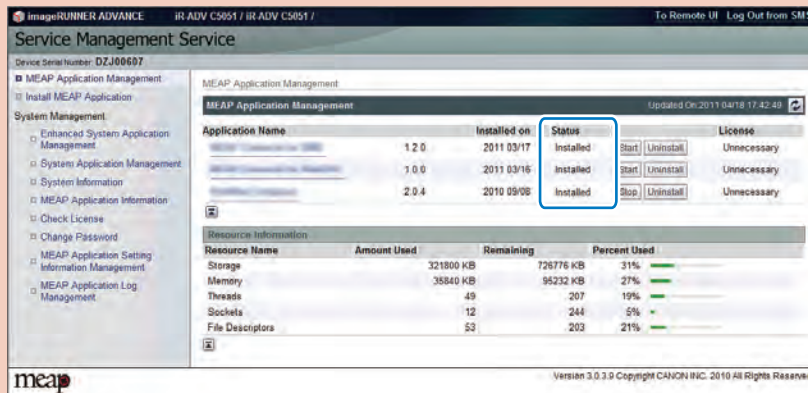 imageRUNNER ADVANCE iR-ADV C5051 / iR-ADV C5051 / To Remote UI Log Out from SMS
Service Management Service
Device Serial Number: DZJ00607
MEAP Application Management
Install MEAP Application
System Management
Enhanced System Application
Management
System Application Management
System Information
MEAP Application Information
Check License
Change Password
MEAP Application Setting
Information Management
MEAP Application Log
Management
MEAP Application Management
MEAP Application Management Updated On:2011 04/18 17:42:49
Application Name Installed on Status License
1.2.0 2011 03/17 Installed Start Uninstall Unnecessary
1.0.0 2011 03/16 Installed Start Uninstall Unnecessary
2.0.4 2010 09/08 Installed Stop Uninstall Unnecessary
Resource Information
Resource Name Amount Used Remaining Percent Used
Storage 321800 KB 726776 KB 31%
Memory 35840 KB 95232 KB 27%
Threads 49 207 19%
Sockets 12 244 5%
File Descriptors 53 203 21%
meap Version 3.0.3.9 Copyright CANON INC. 2010 All Rights Reserve